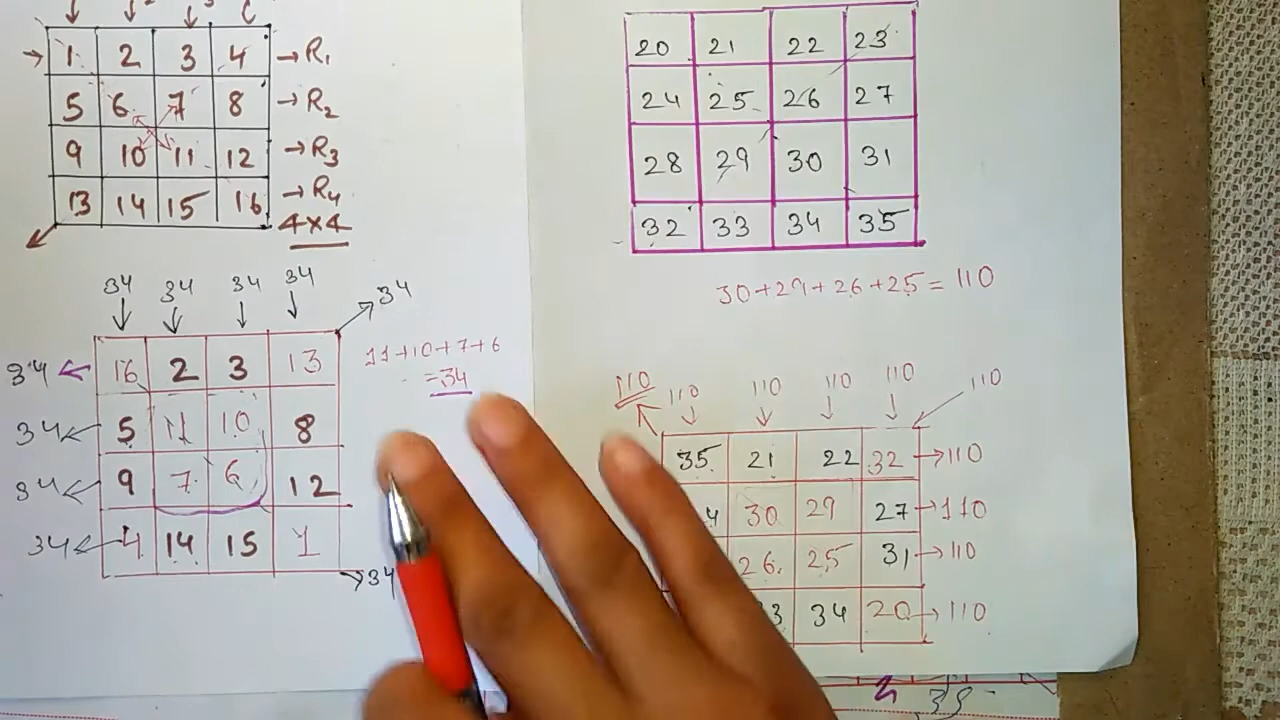 1 2 3 4 → R1
5 6 7 8 → R2
9 10 11 12 → R3
13 14 15 16 → R4
4×4
34 34 34 34 34
34 16 2 3 13
34 5 11 10 8
34 9 7 6 12
34 4 14 15 1
34
11+10+7+6
=34
20 21 22 23
24 25 26 27
28 29 30 31
32 33 34 35
30+29+26+25=110
110 110 110 110 110 110
35 21 22 32 →110
4 30 29 27 →110
26 25 31 →110
3 34 20 →110